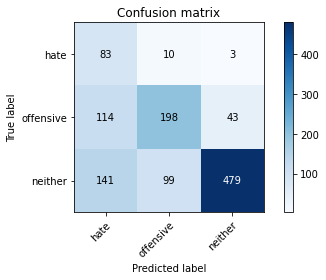 Confusion matrix
hate 83 10 3
offensive 114 198 43
neither 141 99 479
True label
hate offensive neither
Predicted label
400
300
200
100